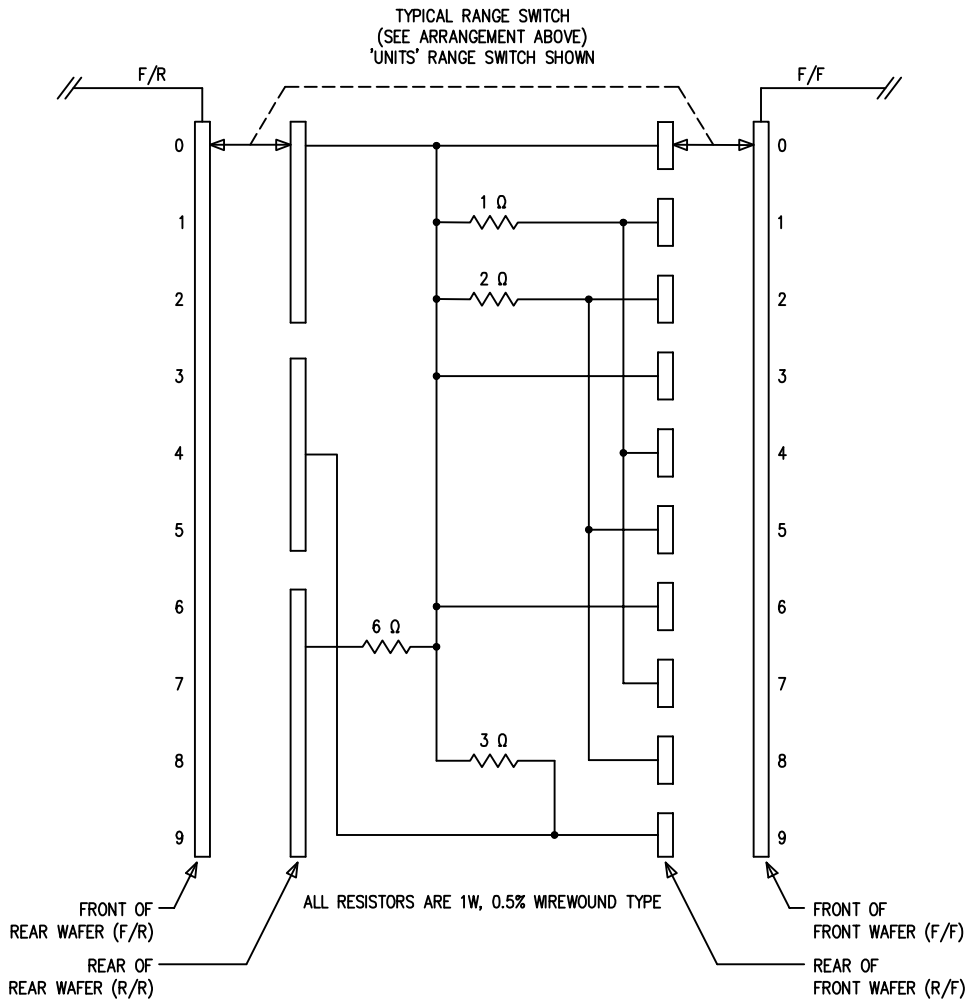 TYPICAL RANGE SWITCH
(SEE ARRANGEMENT ABOVE)
'UNITS' RANGE SWITCH SHOWN
F/R
F/F
0
0
1
1 Ω
1
2
2 Ω
2
3
3
4
4
5
5
6
6
6 Ω
7
7
3 Ω
8
8
9
9
ALL RESISTORS ARE 1W, 0.5% WIREWOUND TYPE
FRONT OF
REAR WAFER (F/R)
REAR OF
REAR WAFER (R/R)
FRONT OF
FRONT WAFER (F/F)
REAR OF
FRONT WAFER (R/F)